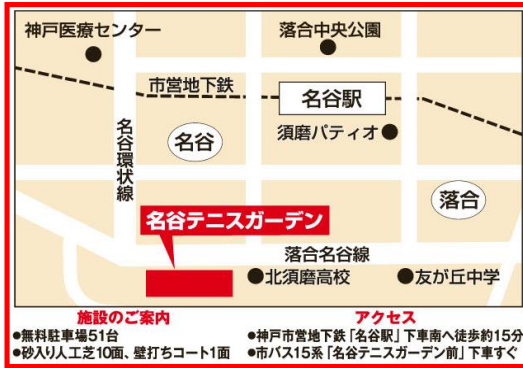 神戸医療センター
落合中央公園
市営地下鉄
名谷駅
須磨パティオ
名谷環状線
名谷
落合
名谷テニスガーデン
落合名谷線
北須磨高校
友が丘中学
施設のご案内
●無料駐車場51台
●砂入り人工芝10面、壁打ちコート1面
アクセス
●神戸市営地下鉄「名谷駅」下車南へ徒歩約15分
●市バス15系「名谷テニスガーデン前」下車すぐ